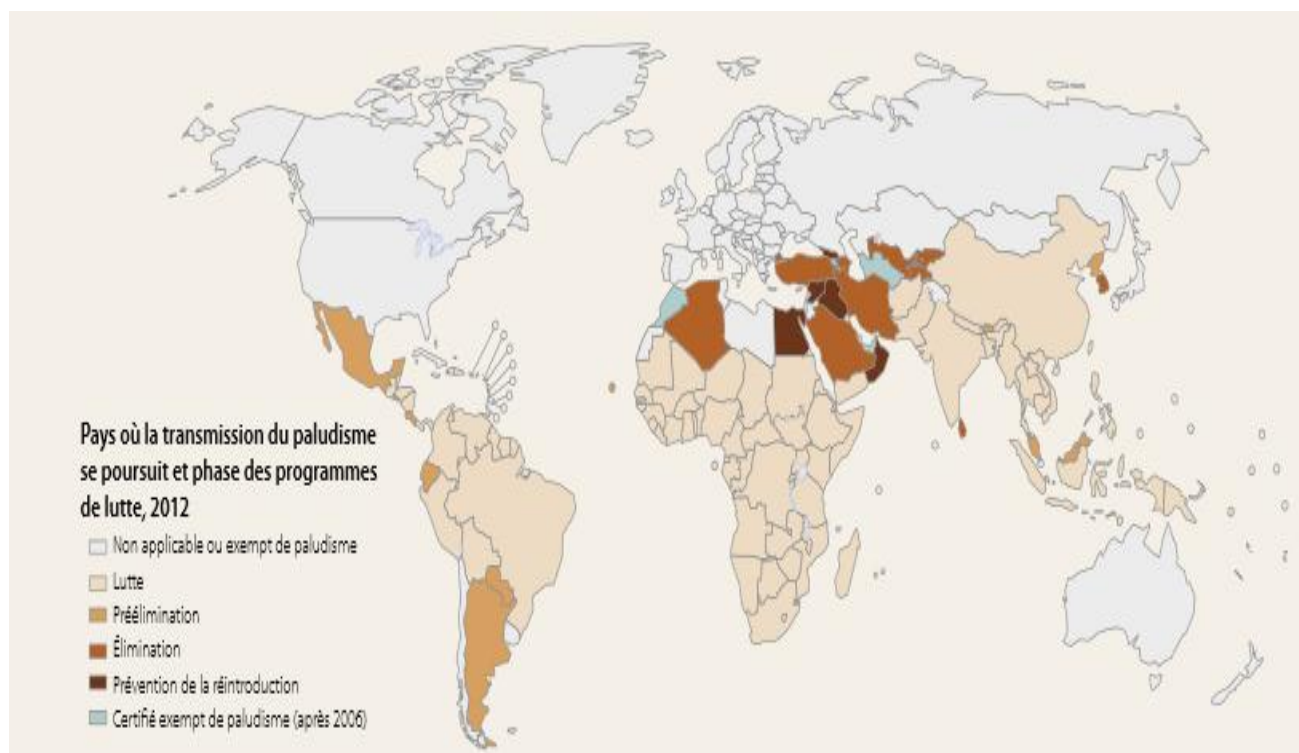 Pays où la transmission du paludisme
se poursuit et phase des programmes
de lutte, 2012
Non applicable ou exempt de paludisme
Lutte
Préélimination
Élimination
Prévention de la réintroduction
Certifié exempt de paludisme (après 2006)